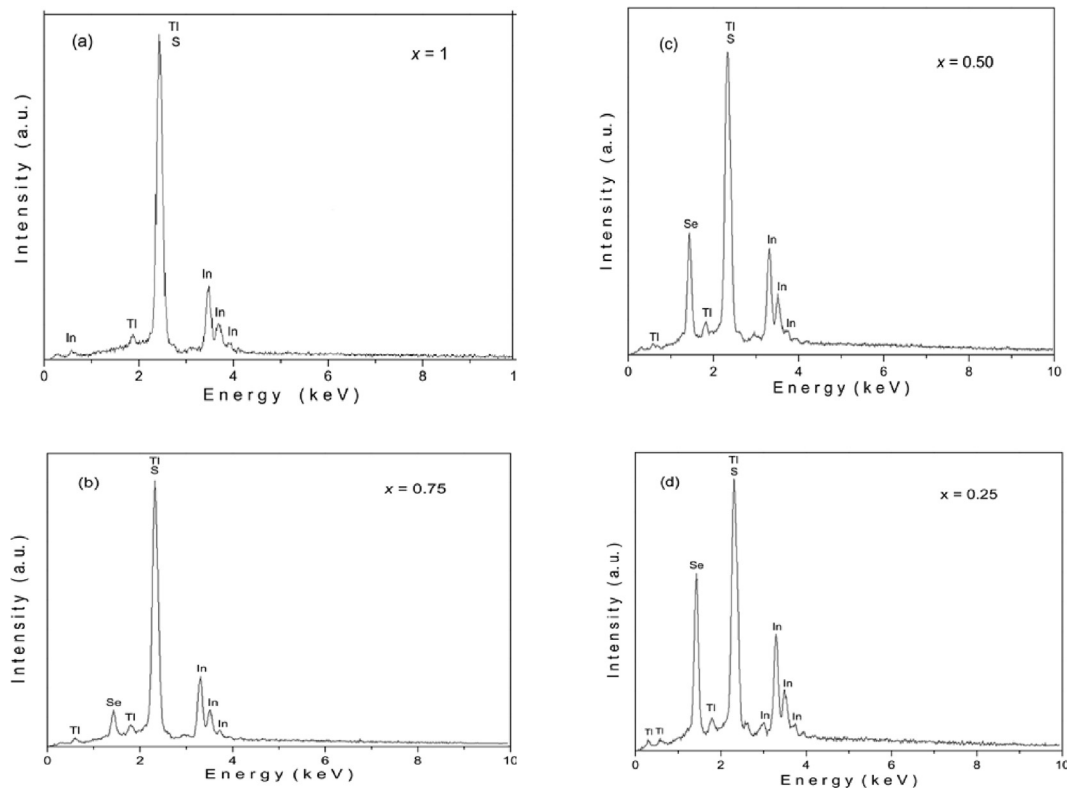 (a)
Tl
S
x = 1
In
Tl
In
In
In
Intensity (a.u.)
0 2 4 6 8 1
Energy (keV)
(c)
Tl
S
x = 0.50
Se
Tl
Tl
In
In
In
Intensity (a.u.)
0 2 4 6 8 10
Energy (keV)
(b)
Tl
S
x = 0.75
Tl
Se
Tl
In
In
In
Intensity (a.u.)
0 2 4 6 8 10
Energy (keV)
(d)
Tl
S
x = 0.25
Se
Tl Tl
Tl
In
In
In
In
Intensity (a.u.)
0 2 4 6 8 10
Energy (keV)